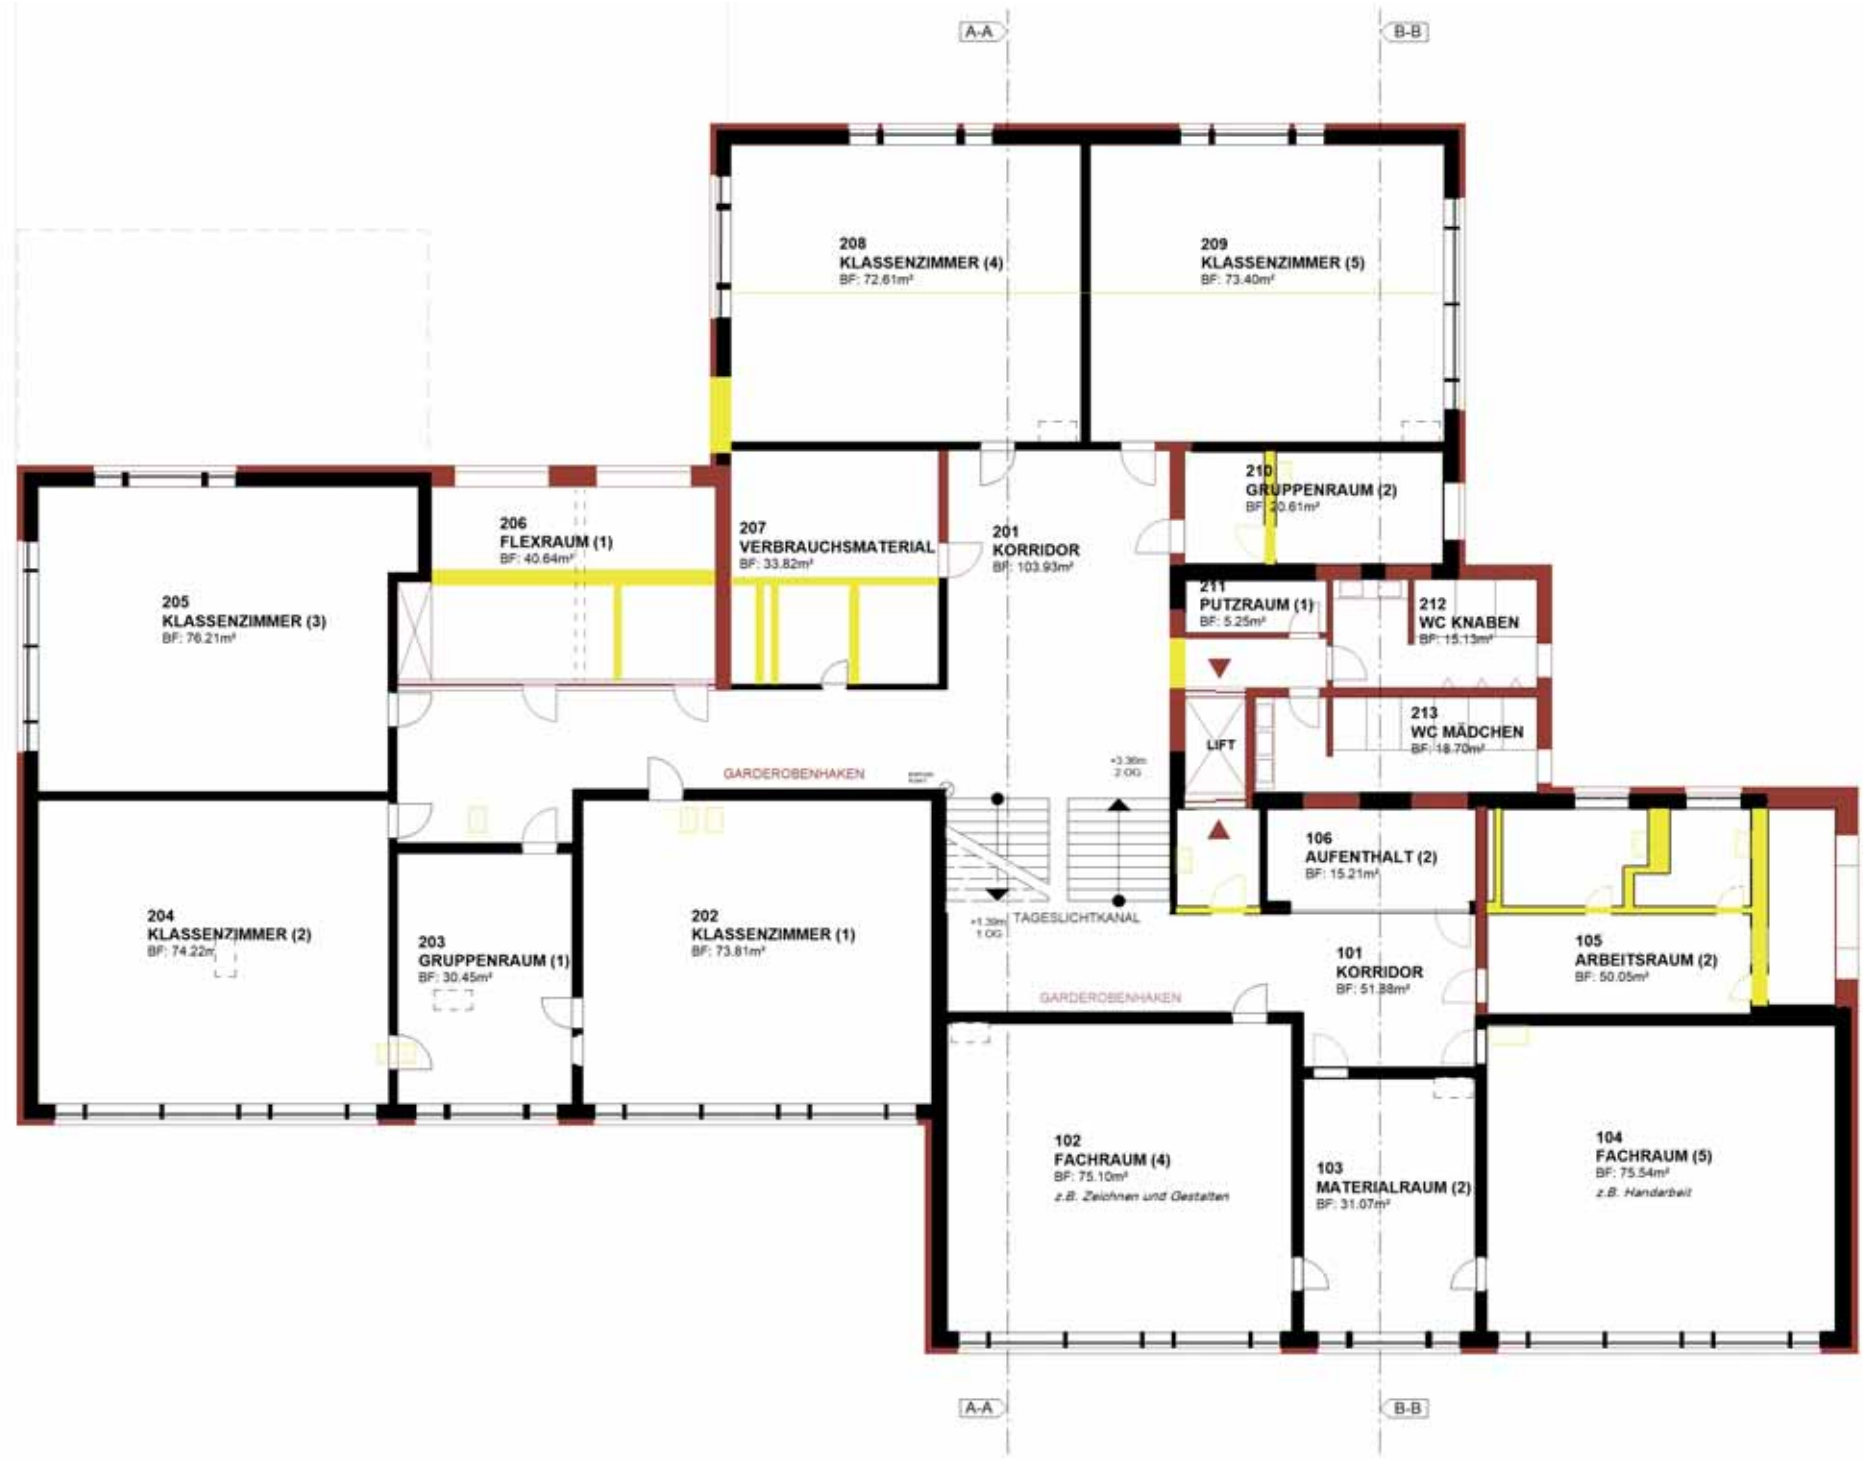 A-A
B-B
208
KLASSENZIMMER (4)
BF: 72.61m²
209
KLASSENZIMMER (5)
BF: 73.40m²
210
GRUPPENRAUM (2)
BF: 20.61m²
206
FLEXRAUM (1)
BF: 40.64m²
207
VERBRAUCHSMATERIAL
BF: 33.82m²
201
KORRIDOR
BF: 103.93m²
205
KLASSENZIMMER (3)
BF: 76.21m²
211
PUTZRAUM (1)
BF: 5.25m²
212
WC KNABEN
BF: 15.13m²
213
WC MÄDCHEN
BF: 18.70m²
LIFT
GARDEROBENHAKEN
+3.36m
2.OG
106
AUFENTHALT (2)
BF: 15.21m²
204
KLASSENZIMMER (2)
BF: 74.22m
203
GRUPPENRAUM (1)
BF: 30.45m²
202
KLASSENZIMMER (1)
BF: 73.81m²
+1.39m
1.OG
TAGESLICHTKANAL
101
KORRIDOR
BF: 51.88m²
105
ARBEITSRAUM (2)
BF: 50.05m²
GARDEROBENHAKEN
102
FACHRAUM (4)
BF: 75.10m²
z.B. Zeichnen und Gestalten
103
MATERIALRAUM (2)
BF: 31.07m²
104
FACHRAUM (5)
BF: 75.54m²
z.B. Handarbeit
A-A
B-B